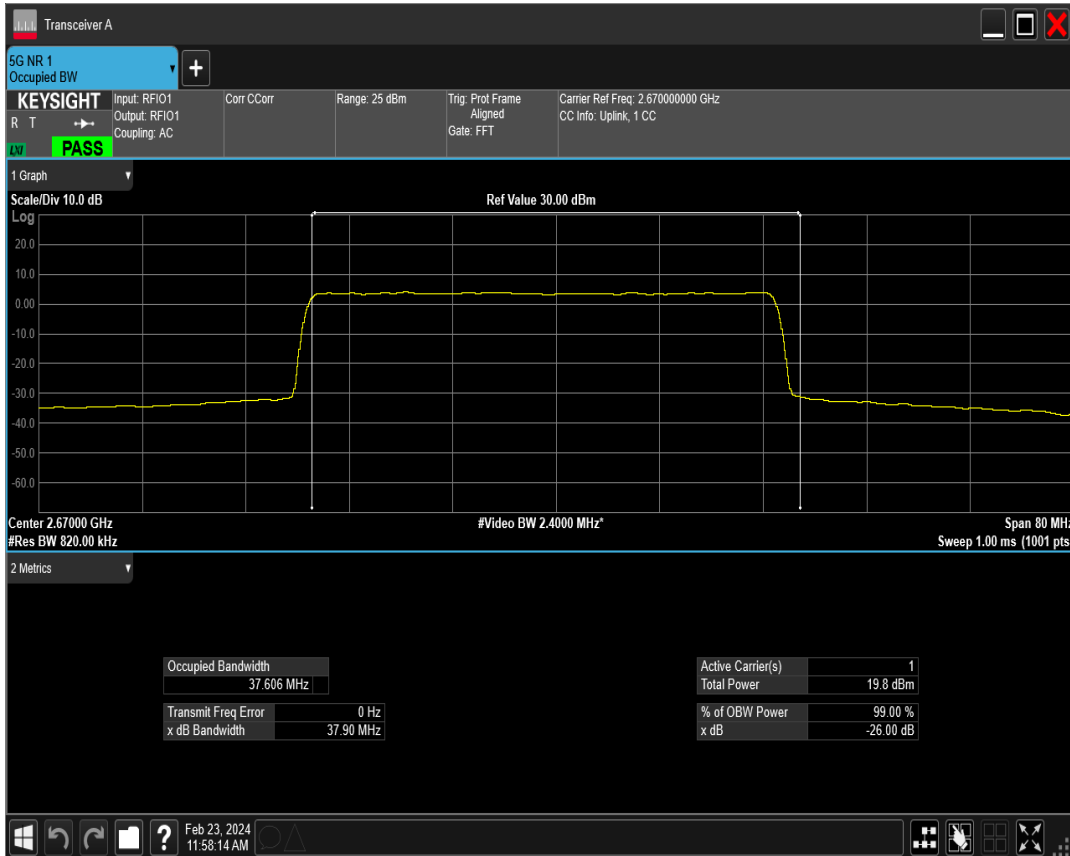 Transceiver A
5G NR 1
Occupied BW
KEYSIGHT
R T
LXI
PASS
Input: RFIO1
Output: RFIO1
Coupling: AC
Corr CCorr
Range: 25 dBm
Trig: Prot Frame
Aligned
Gate: FFT
Carrier Ref Freq: 2.670000000 GHz
CC Info: Uplink, 1 CC
1 Graph
Scale/Div 10.0 dB
Ref Value 30.00 dBm
Log
20.0
10.0
0.00
-10.0
-20.0
-30.0
-40.0
-50.0
-60.0
Center 2.67000 GHz
#Video BW 2.4000 MHz*
Span 80 MHz
#Res BW 820.00 kHz
Sweep 1.00 ms (1001 pts
2 Metrics
Occupied Bandwidth
37.606 MHz
Transmit Freq Error 0 Hz
x dB Bandwidth 37.90 MHz
Active Carrier(s) 1
Total Power 19.8 dBm
% of OBW Power 99.00 %
x dB -26.00 dB
?
Feb 23, 2024
11:58:14 AM